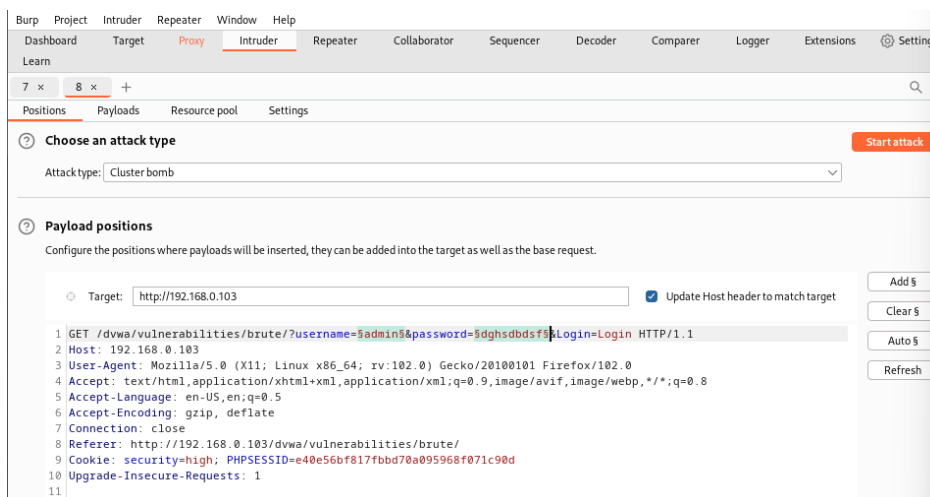 Burp Project Intruder Repeater Window Help
Dashboard Target Proxy Intruder Repeater Collaborator Sequencer Decoder Comparer Logger Extensions
Learn
7 × 8 × +
Positions Payloads Resource pool Settings
? Choose an attack type Start attack
Attack type: Cluster bomb
? Payload positions
Configure the positions where payloads will be inserted, they can be added into the target as well as the base request.
Add §
Target: http://192.168.0.103 Update Host header to match target
Clear §
1 GET /dvwa/vulnerabilities/brute/?username=§admin§&password=§dghsdbdsf§&Login=Login HTTP/1.1
Auto §
2 Host: 192.168.0.103
3 User-Agent: Mozilla/5.0 (X11; Linux x86_64; rv:102.0) Gecko/20100101 Firefox/102.0
Refresh
4 Accept: text/html,application/xhtml+xml,application/xml;q=0.9,image/avif,image/webp,*/*;q=0.8
5 Accept-Language: en-US,en;q=0.5
6 Accept-Encoding: gzip, deflate
7 Connection: close
8 Referer: http://192.168.0.103/dvwa/vulnerabilities/brute/
9 Cookie: security=high; PHPSESSID=e40e56bf817fbbd70a095968f071c90d
10 Upgrade-Insecure-Requests: 1
11